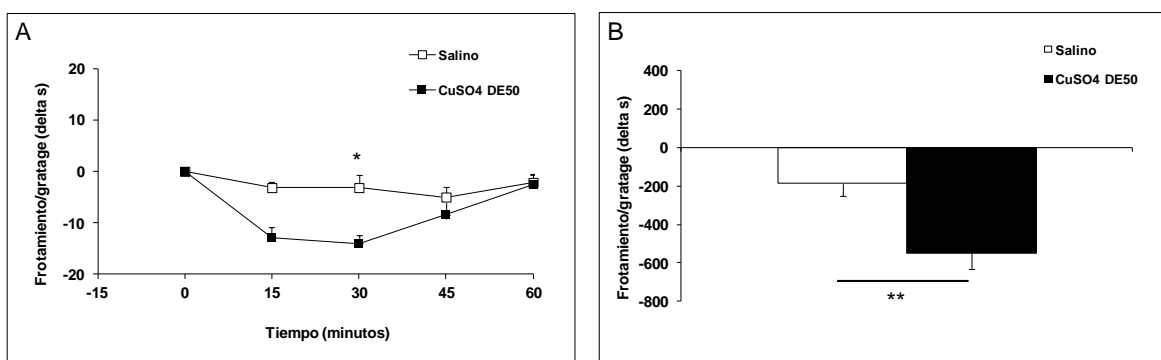 A
Salino
CuSO4 DE50
Frotamiento/gratage (delta s)
20
10
0
-10
-20
*
-15
0
15
30
45
60
Tiempo (minutos)
B
Salino
CuSO4 DE50
Frotamiento/gratage (delta s)
400
200
0
-200
-400
-600
-800
**